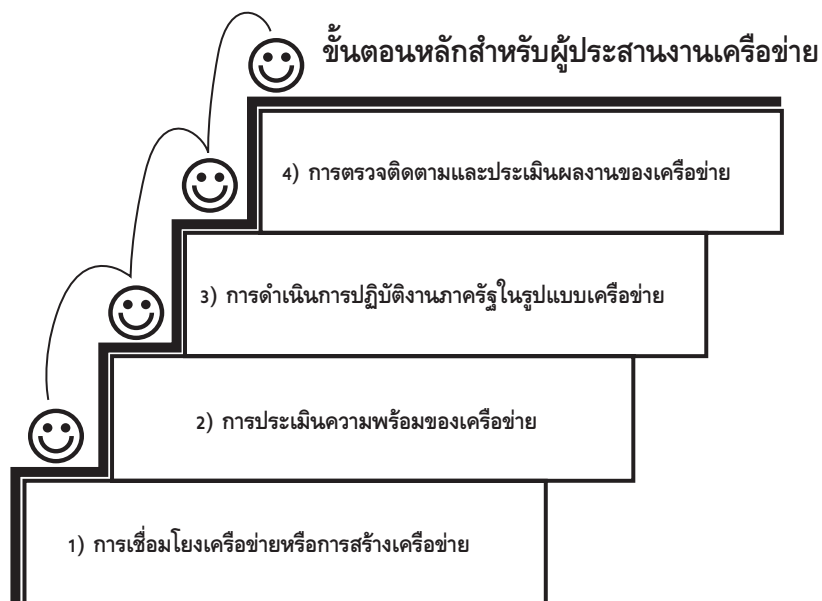 ขั้นตอนหลักสำหรับผู้ประสานงานเครือข่าย
4) การตรวจติดตามและประเมินผลงานของเครือข่าย
3) การดำเนินการปฏิบัติงานภาครัฐในรูปแบบเครือข่าย
2) การประเมินความพร้อมของเครือข่าย
1) การเชื่อมโยงเครือข่ายหรือการสร้างเครือข่าย